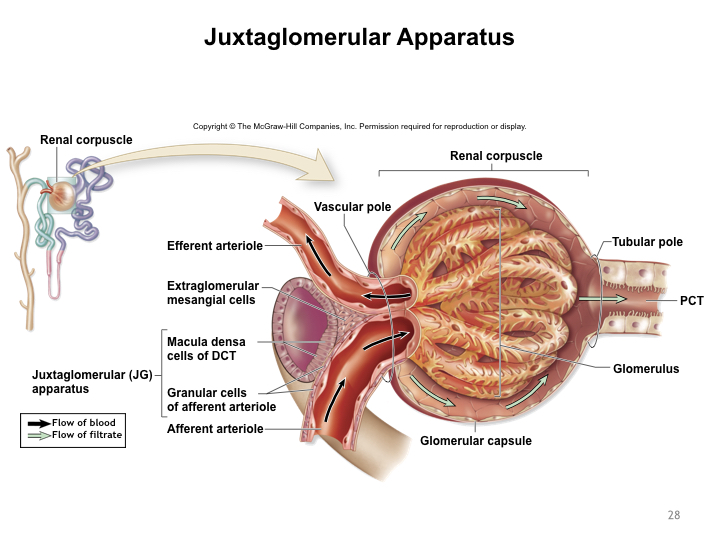 Juxtaglomerular Apparatus
Copyright © The McGraw-Hill Companies, Inc. Permission required for reproduction or display.
Renal corpuscle
Renal corpuscle
Vascular pole
Efferent arteriole
Tubular pole
Extraglomerular
mesangial cells
PCT
Macula densa
cells of DCT
Juxtaglomerular (JG)
apparatus
Glomerulus
Granular cells
of afferent arteriole
Flow of blood
Flow of filtrate
Afferent arteriole
Glomerular capsule
28